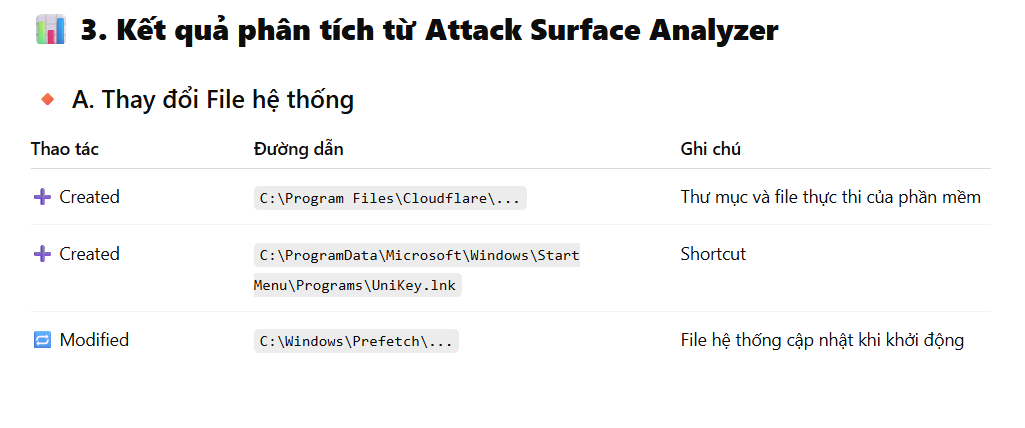 3. Kết quả phân tích từ Attack Surface Analyzer
A. Thay đổi File hệ thống
Thao tác Đường dẫn Ghi chú
Created C:\Program Files\Cloudflare\... Thư mục và file thực thi của phần mềm
Created C:\ProgramData\Microsoft\Windows\Start Shortcut
Menu\Programs\UniKey.lnk
Modified C:\Windows\Prefetch\... File hệ thống cập nhật khi khởi động